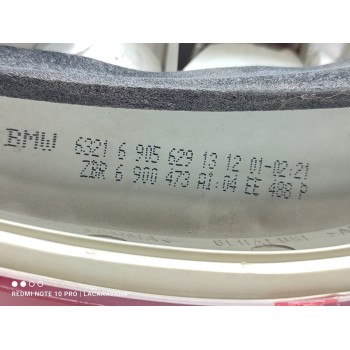 BMW 6321 6 905 629 13 12 01-02:21
ZBR 6 900 473 A1:04 EE 488 P
REDMI NOTE 10 PRO | LACARAVANE